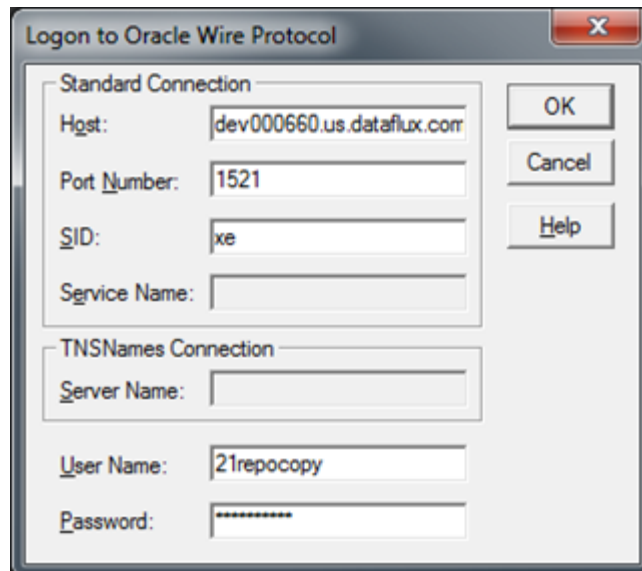 Logon to Oracle Wire Protocol
Standard Connection
Host: dev000660.us.dataflux.com
OK
Port Number: 1521
Cancel
SID: xe
Help
Service Name:
TNSNames Connection
Server Name:
User Name: 21repocopy
Password: **********